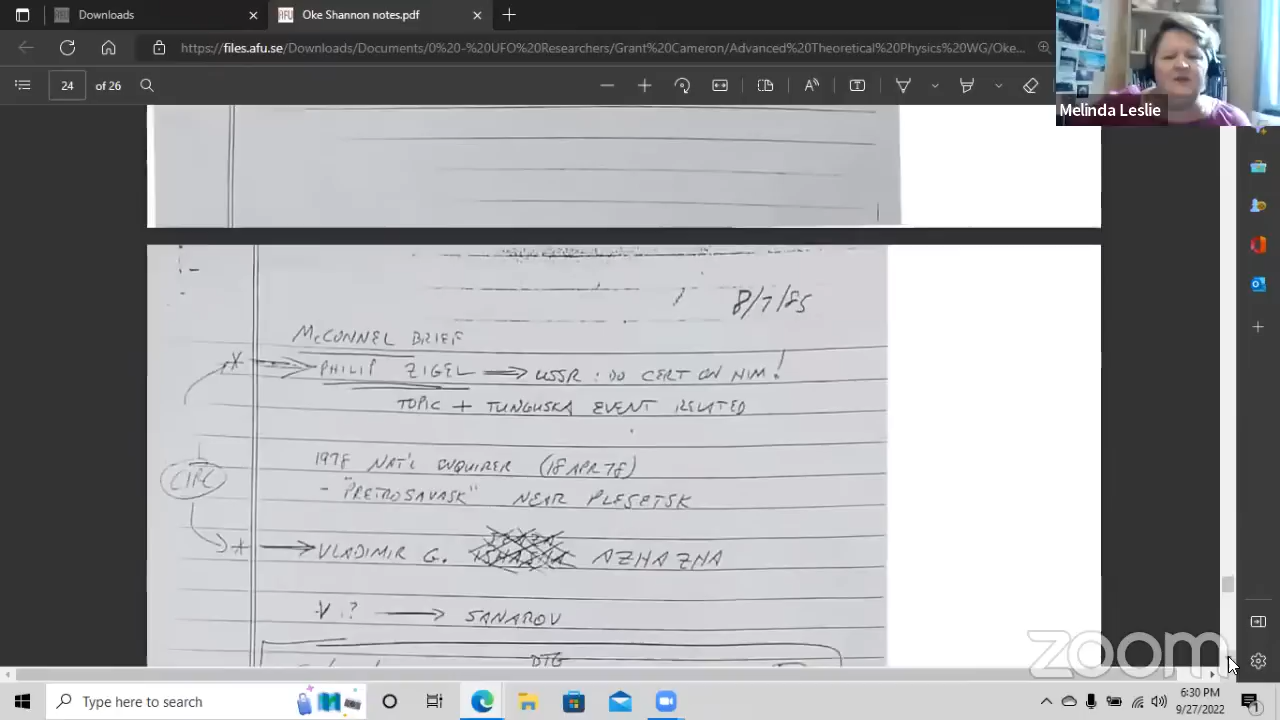 Downloads
Oke Shannon notes.pdf
https://files.afu.se/Downloads/Documents/0%20-%20UFO%20Researchers/Grant%20Cameron/Advanced%20Theoretical%20Physics%20WG/Oke...
24 of 26
Melinda Leslie
8/7/85
McCONNEL BRIEF
* PHILIP ZIGEL → USSR : DO CERT ON HIM!
TOPIC + TUNGUSKA EVENT RELATED
1978 NAT'L ENQUIRER (18 APR 78)
- "PRETROSAVASK" NEAR PLESETSK
CIRC
* → VLADIMIR G. AZHAZNA
V.? → SANAROV
DTG
zoom
Type here to search
6:30 PM
9/27/2022